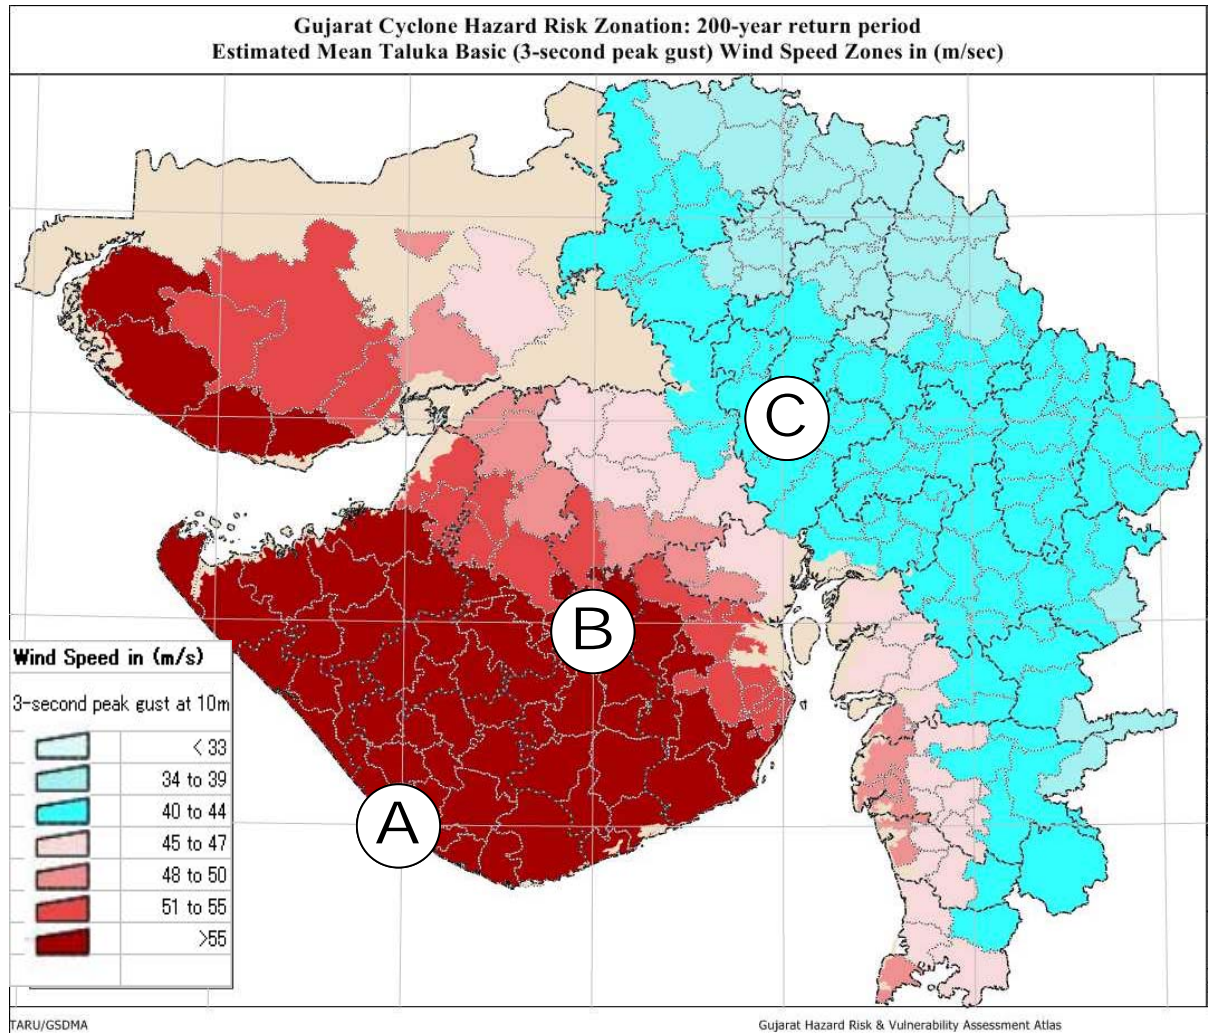 Gujarat Cyclone Hazard Risk Zonation: 200-year return period
Estimated Mean Taluka Basic (3-second peak gust) Wind Speed Zones in (m/sec)
C
B
A
Wind Speed in (m/s)
3-second peak gust at 10m
< 33
34 to 39
40 to 44
45 to 47
48 to 50
51 to 55
>55
TARU/GSDMA
Gujarat Hazard Risk & Vulnerability Assessment Atlas